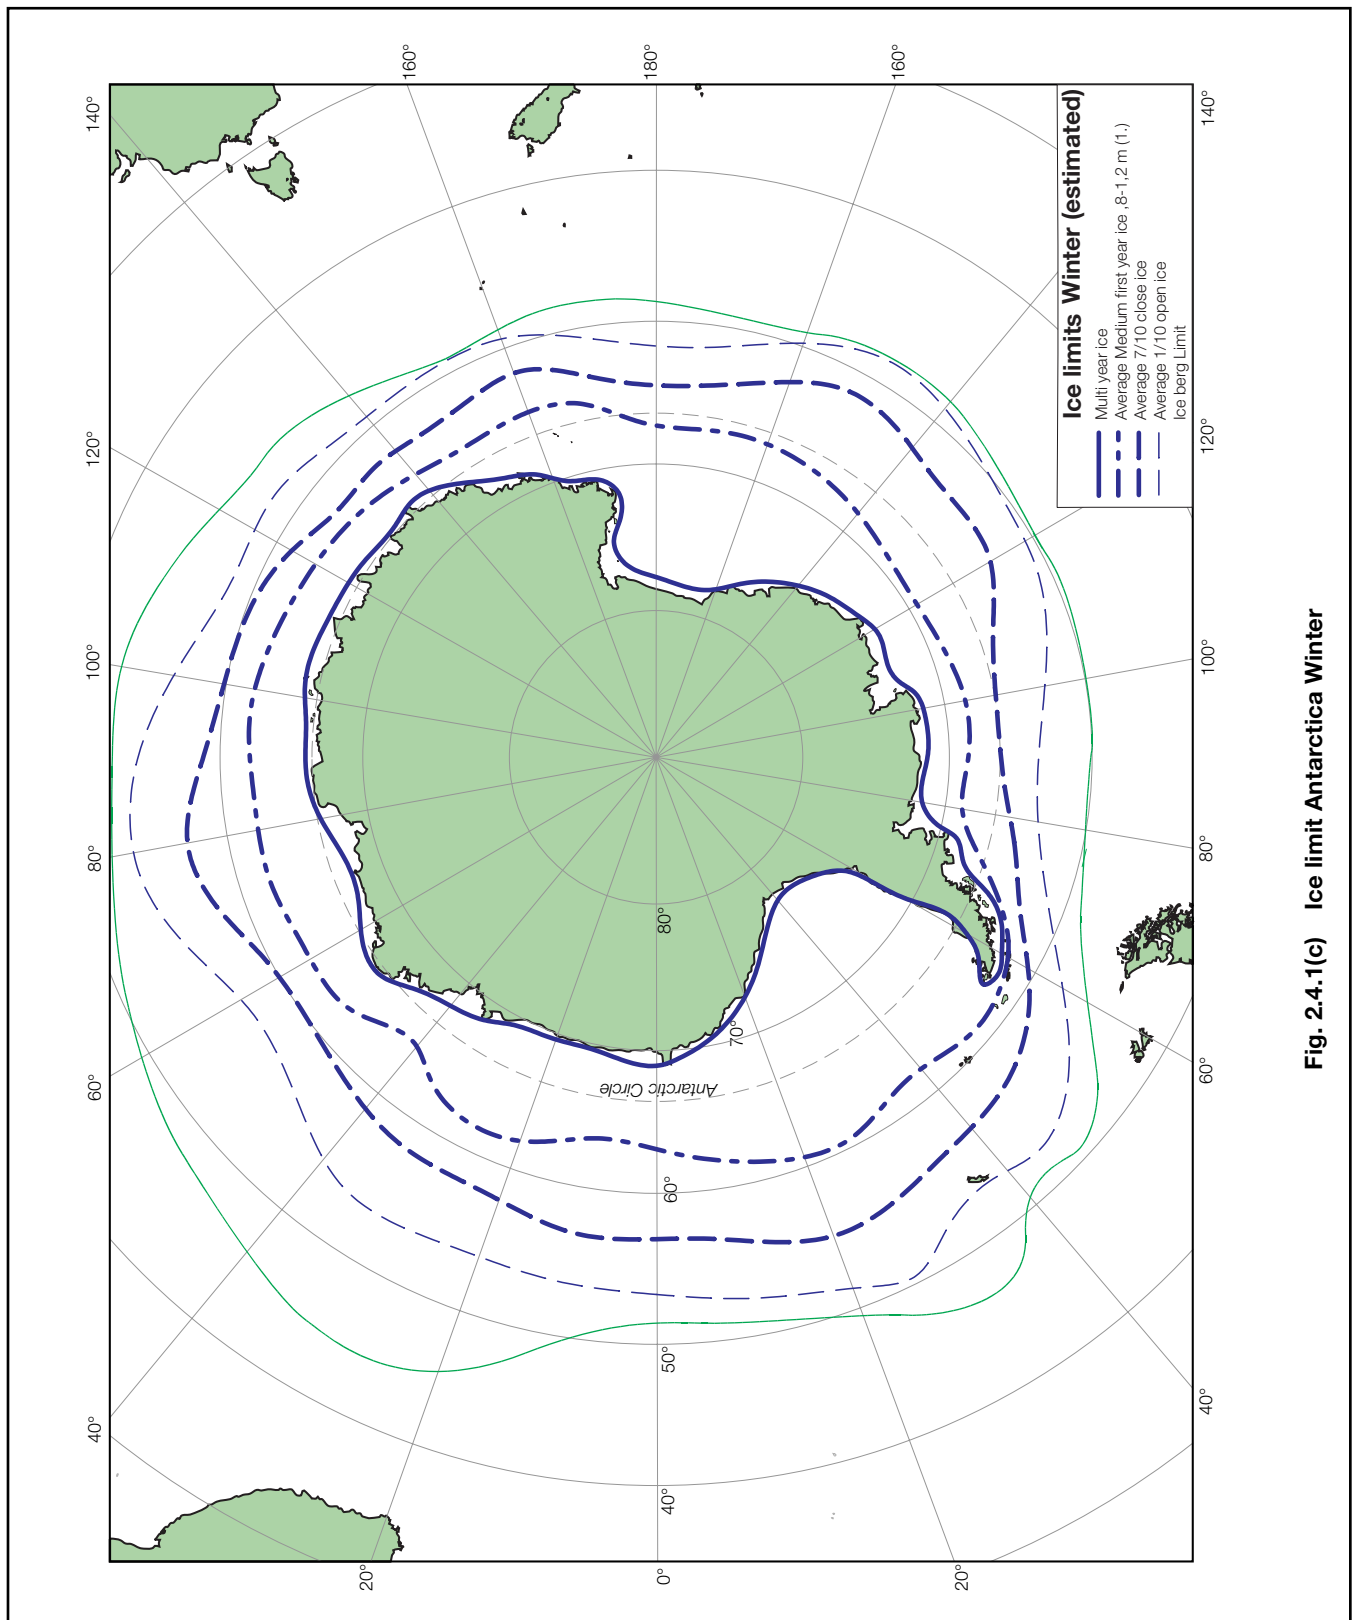 160°
180°
160°
140°
140°
120°
120°
100°
100°
80°
80°
60°
60°
40°
40°
20°
0°
20°
80°
70°
Antarctic Circle
60°
50°
40°
Ice limits Winter (estimated)
Multi year ice
Average Medium first year ice ,8-1,2 m (1.)
Average 7/10 close ice
Average 1/10 open ice
Ice berg Limit
Fig. 2.4.1(c) Ice limit Antarctica Winter